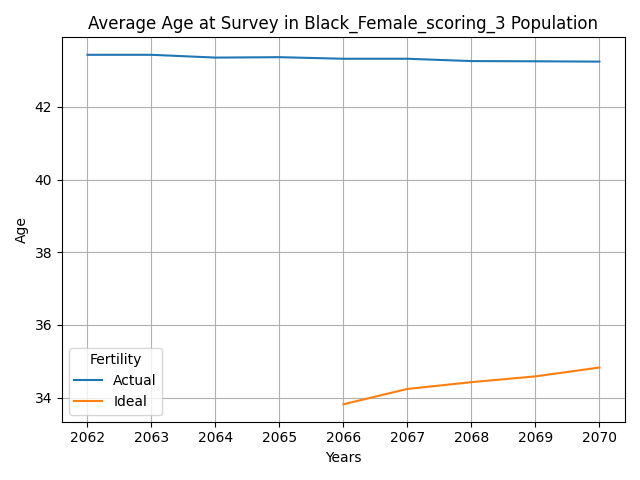 Average Age at Survey in Black_Female_scoring_3 Population
Age
42
40
38
36
34
Fertility
Actual
Ideal
2062 2063 2064 2065 2066 2067 2068 2069 2070
Years